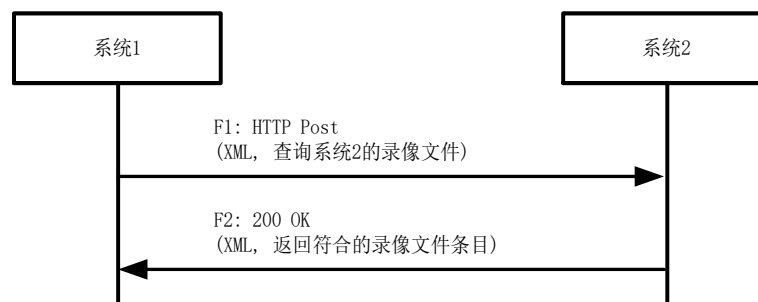 系统1
系统2
F1: HTTP Post
(XML, 查询系统2的录像文件)
F2: 200 OK
(XML, 返回符合的录像文件条目)